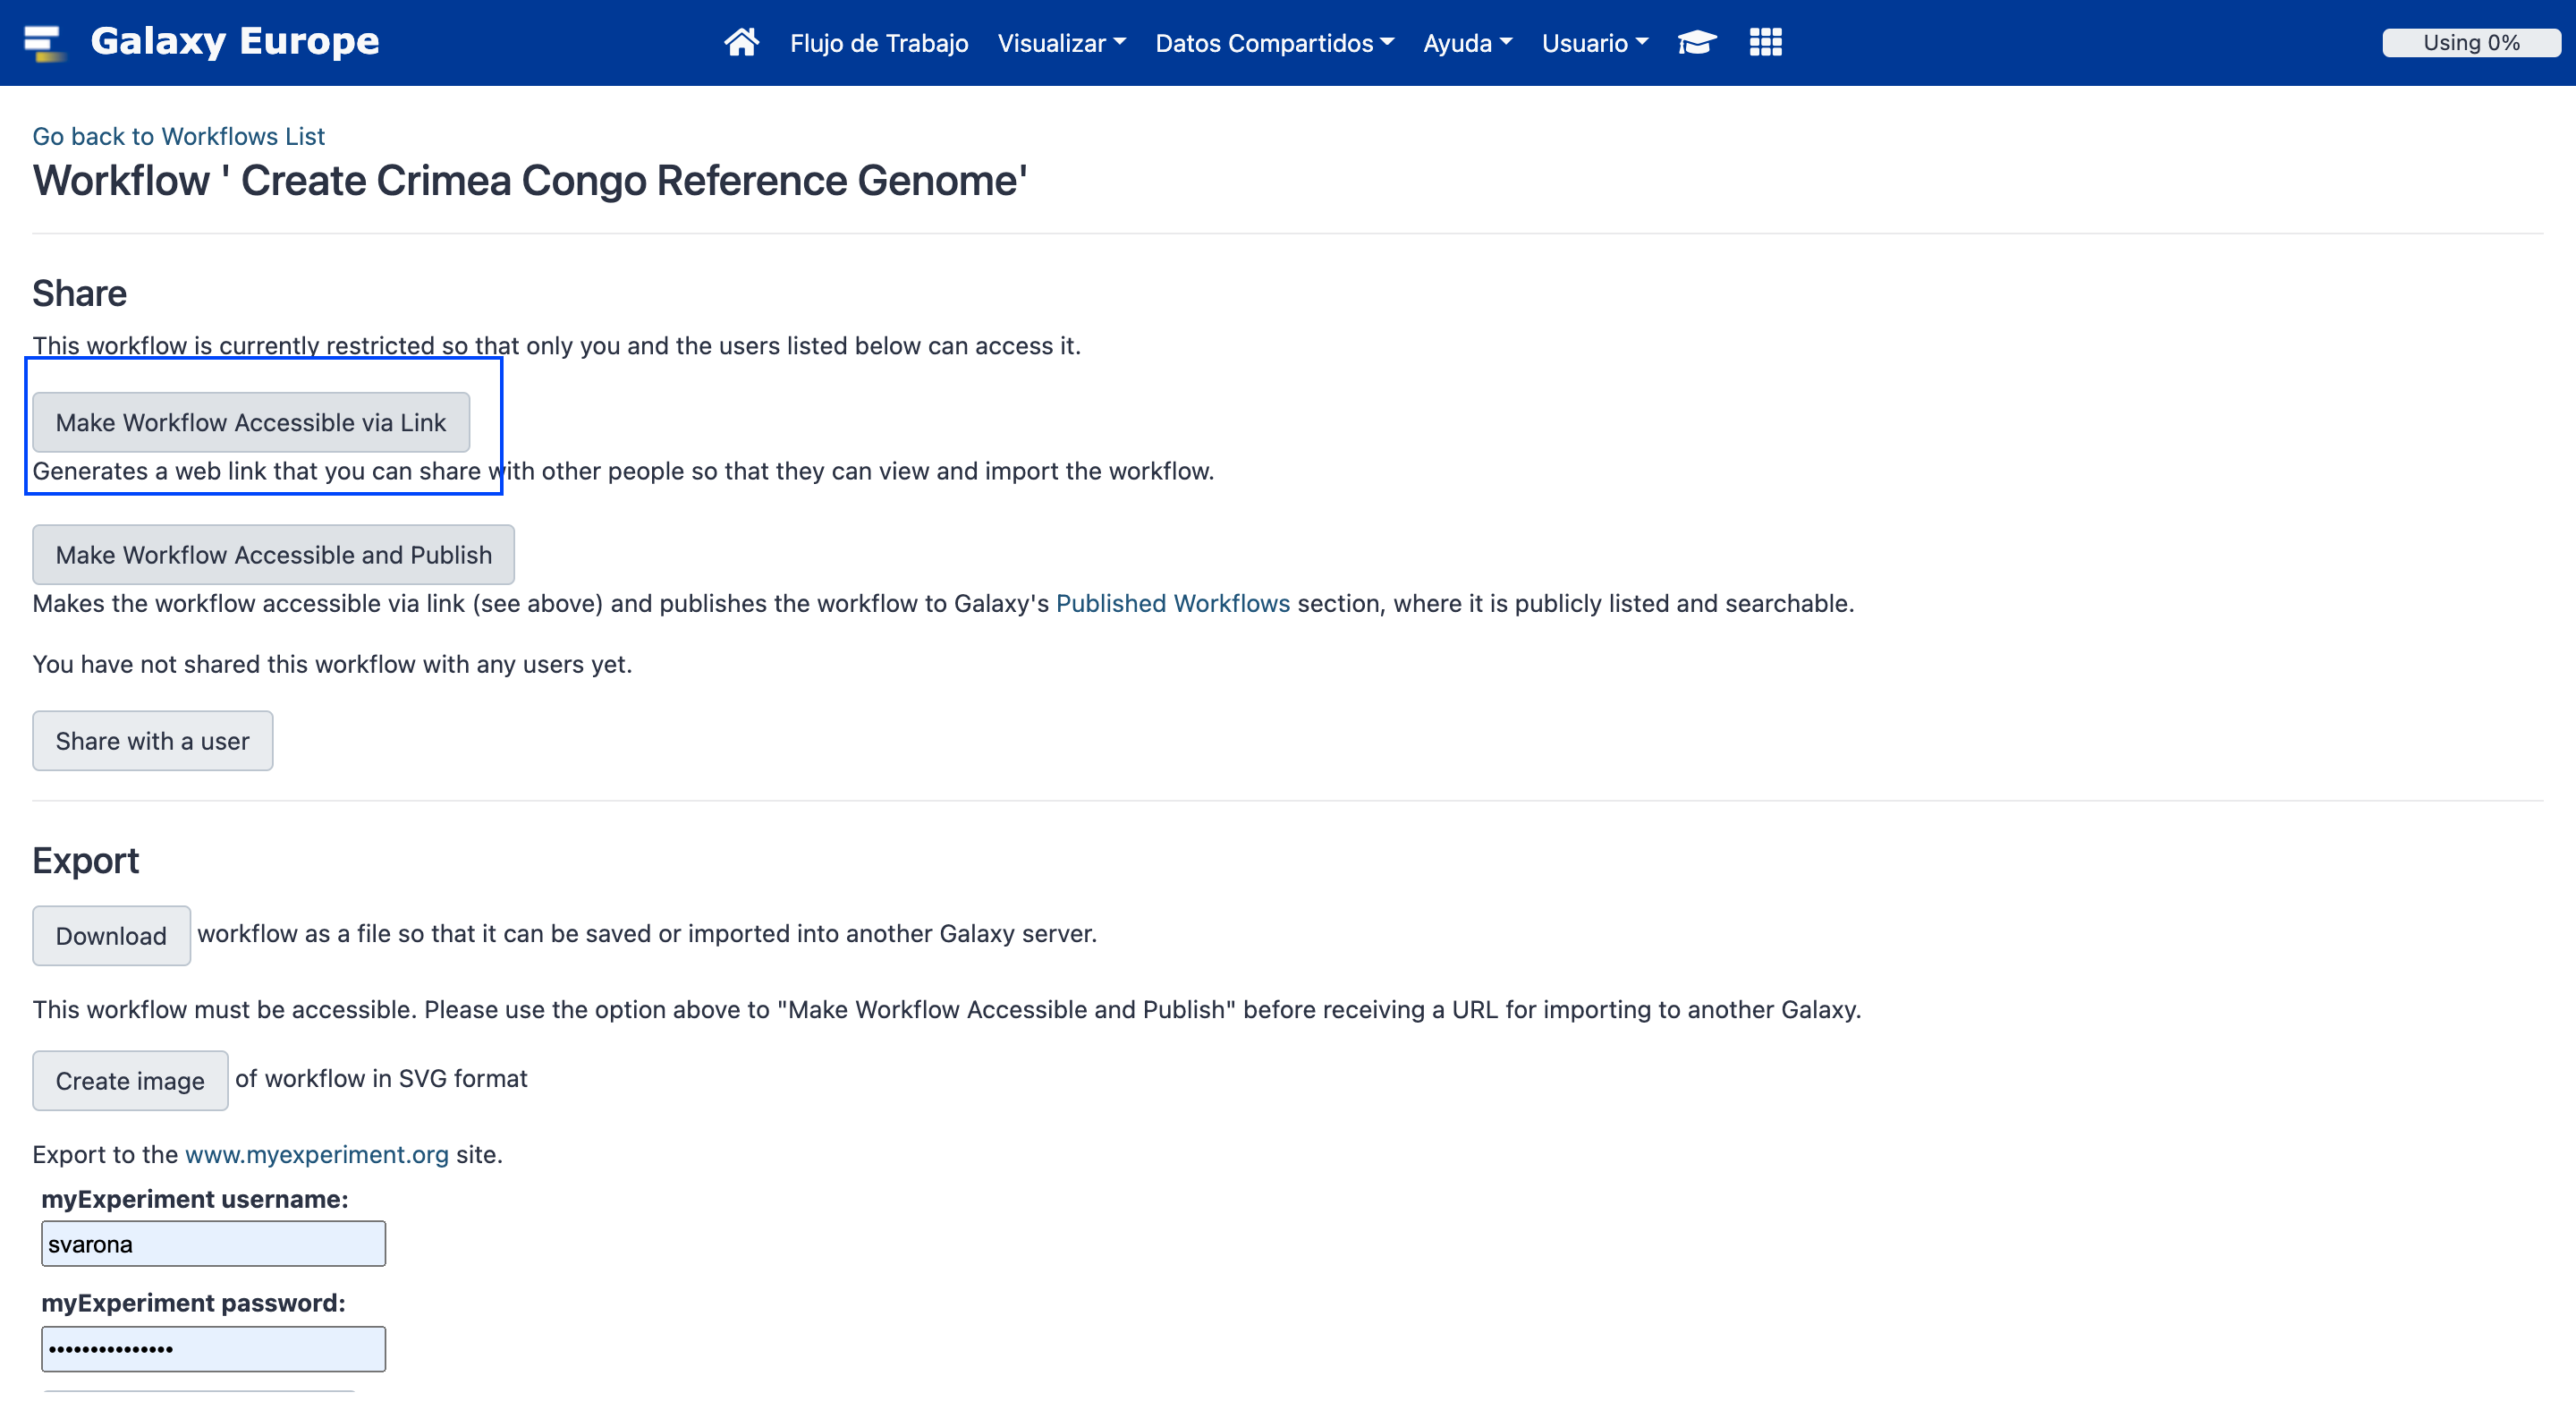 Galaxy Europe
Flujo de Trabajo Visualizar Datos Compartidos Ayuda Usuario
Using 0%
Go back to Workflows List
Workflow ' Create Crimea Congo Reference Genome'
Share
This workflow is currently restricted so that only you and the users listed below can access it.
Make Workflow Accessible via Link
Generates a web link that you can share with other people so that they can view and import the workflow.
Make Workflow Accessible and Publish
Makes the workflow accessible via link (see above) and publishes the workflow to Galaxy's Published Workflows section, where it is publicly listed and searchable.
You have not shared this workflow with any users yet.
Share with a user
Export
Download workflow as a file so that it can be saved or imported into another Galaxy server.
This workflow must be accessible. Please use the option above to "Make Workflow Accessible and Publish" before receiving a URL for importing to another Galaxy.
Create image of workflow in SVG format
Export to the www.myexperiment.org site.
myExperiment username:
svarona
myExperiment password:
•••••••••••••••